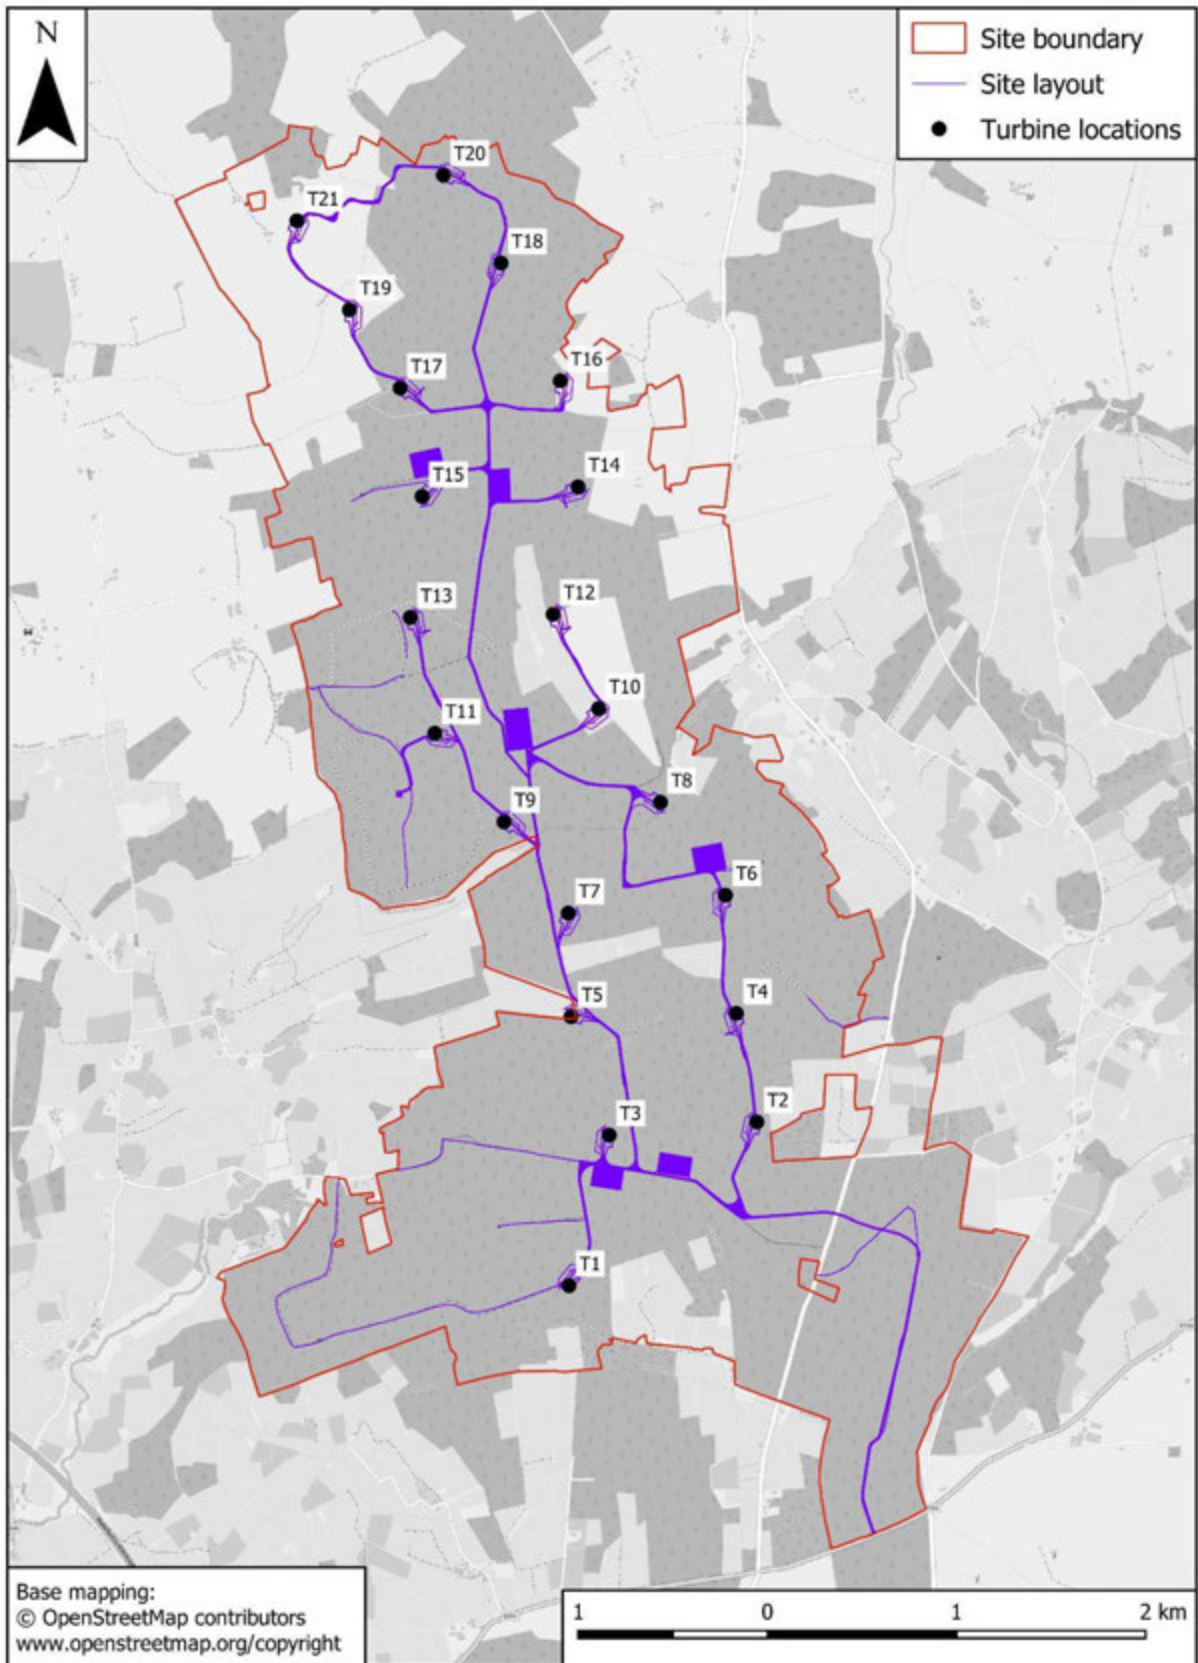 N
Site boundary
Site layout
Turbine locations
T20
T21
T18
T19
T16
T17
T14
T15
T12
T13
T10
T11
T8
T9
T6
T7
T4
T5
T2
T3
T1
Base mapping:
© OpenStreetMap contributors
www.openstreetmap.org/copyright
1 0 1 2 km